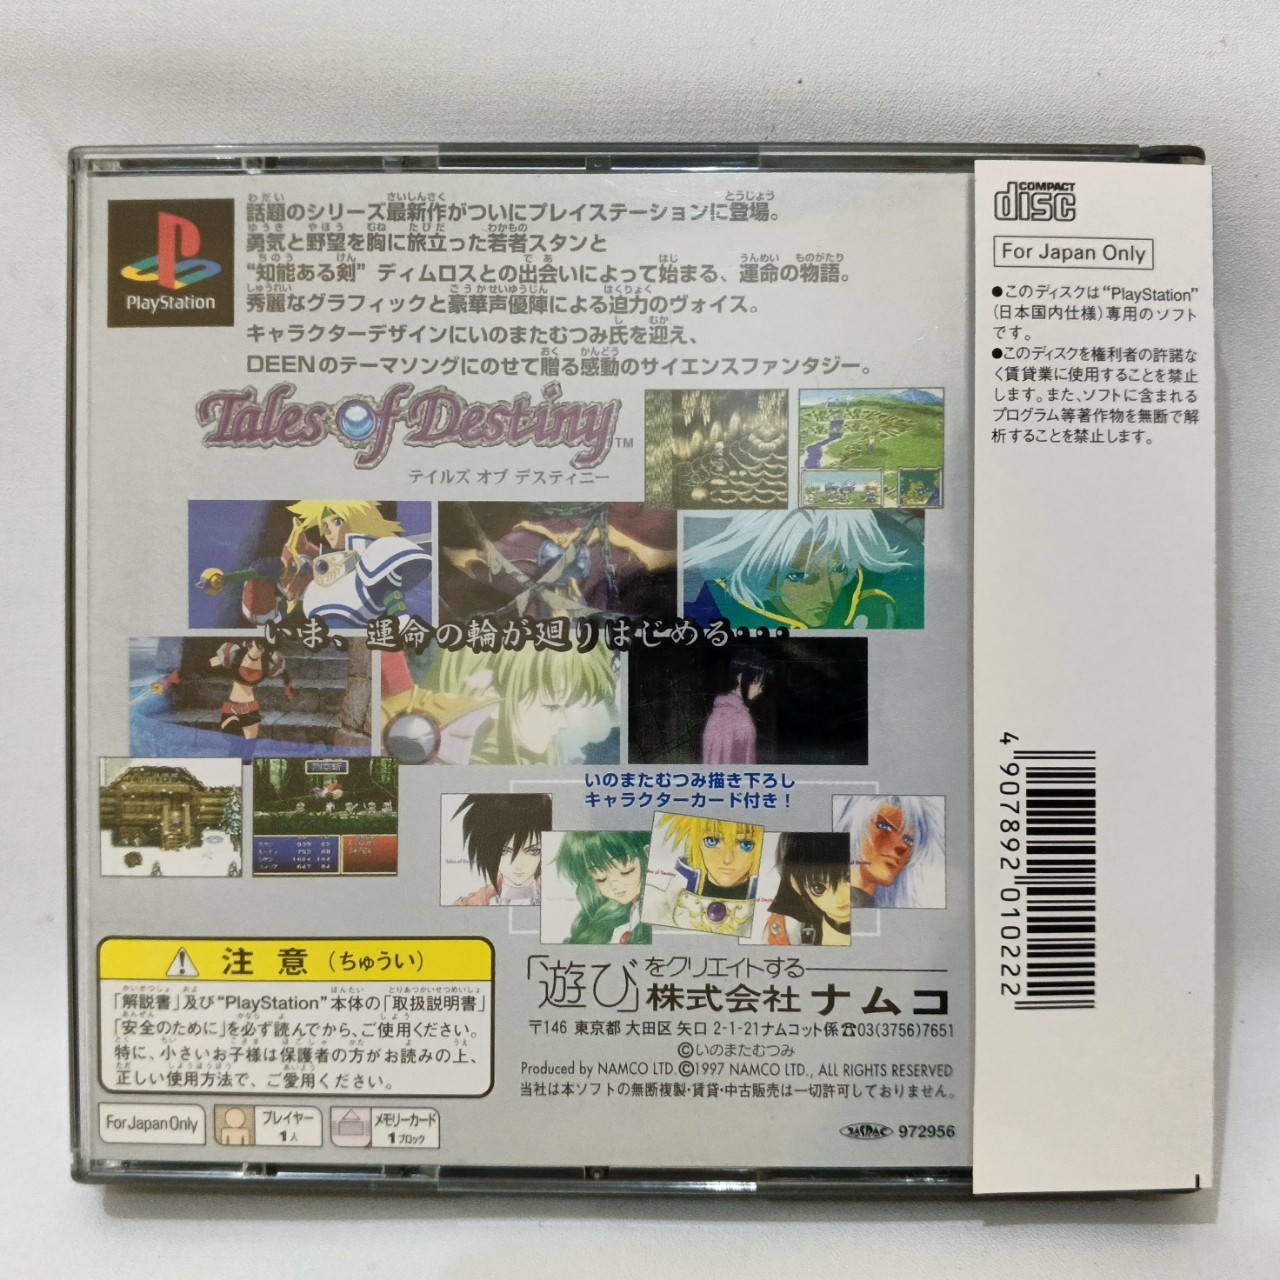 PlayStation
話題のシリーズ最新作がついにプレイステーションに登場。
勇気と野望を胸に旅立った若者スタンと
“知能ある剣”ディムロスとの出会いによって始まる、運命の物語。
秀麗なグラフィックと豪華声優陣による迫力のヴォイス。
キャラクターデザインにいのまたむつみ氏を迎え、
DEENのテーマソングにのせて贈る感動のサイエンスファンタジー。
Tales of Destiny TM
テイルズ オブ デスティニー
いま、運命の輪が廻りはじめる・・・
いのまたむつみ描き下ろし
キャラクターカード付き！
注意（ちゅうい）
「解説書」及び“PlayStation”本体の「取扱説明書」
「安全のために」を必ず読んでから、ご使用ください。
特に、小さいお子様は保護者の方がお読みの上、
正しい使用方法で、ご愛用ください。
「遊び」をクリエイトする
株式会社ナムコ
〒146 東京都 大田区 矢口 2-1-21ナムコット係☎03(3756)7651
©いのまたむつみ
Produced by NAMCO LTD.©1997 NAMCO LTD., ALL RIGHTS RESERVED
当社は本ソフトの無断複製・賃貸・中古販売は一切許可しておりません。
For Japan Only
プレイヤー
1人
メモリーカード
1ブロック
972956
COMPACT
disc
For Japan Only
●このディスクは“PlayStation”
(日本国内仕様)専用のソフト
です。
●このディスクを権利者の許諾な
く賃貸業に使用することを禁止
します。また、ソフトに含まれる
プログラム等著作物を無断で解
析することを禁止します。
4 907892 010222